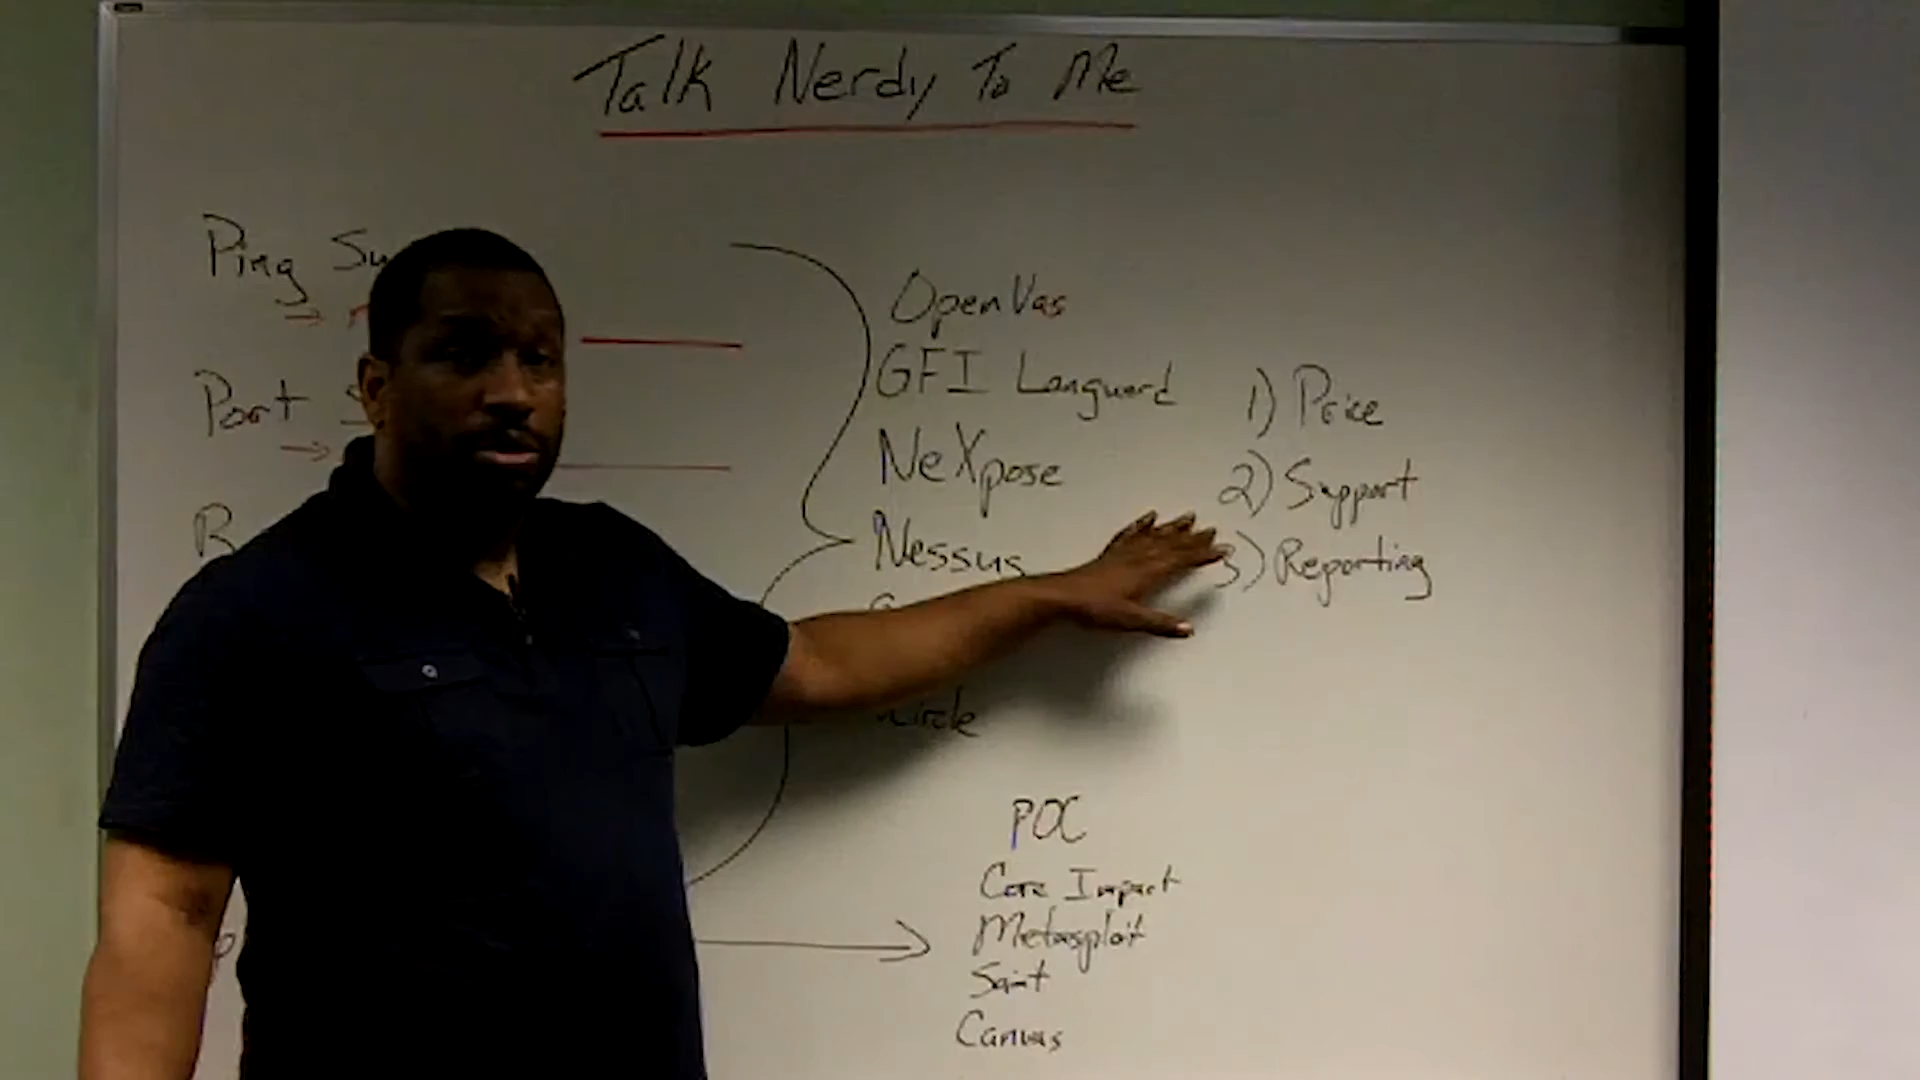 Talk Nerdy To Me
Ping
Port
OpenVas
GFI Languard
NeXpose
Nessus
1) Price
2) Support
3) Reporting
POC
Core Impact
Metasploit
Saint
Canvas